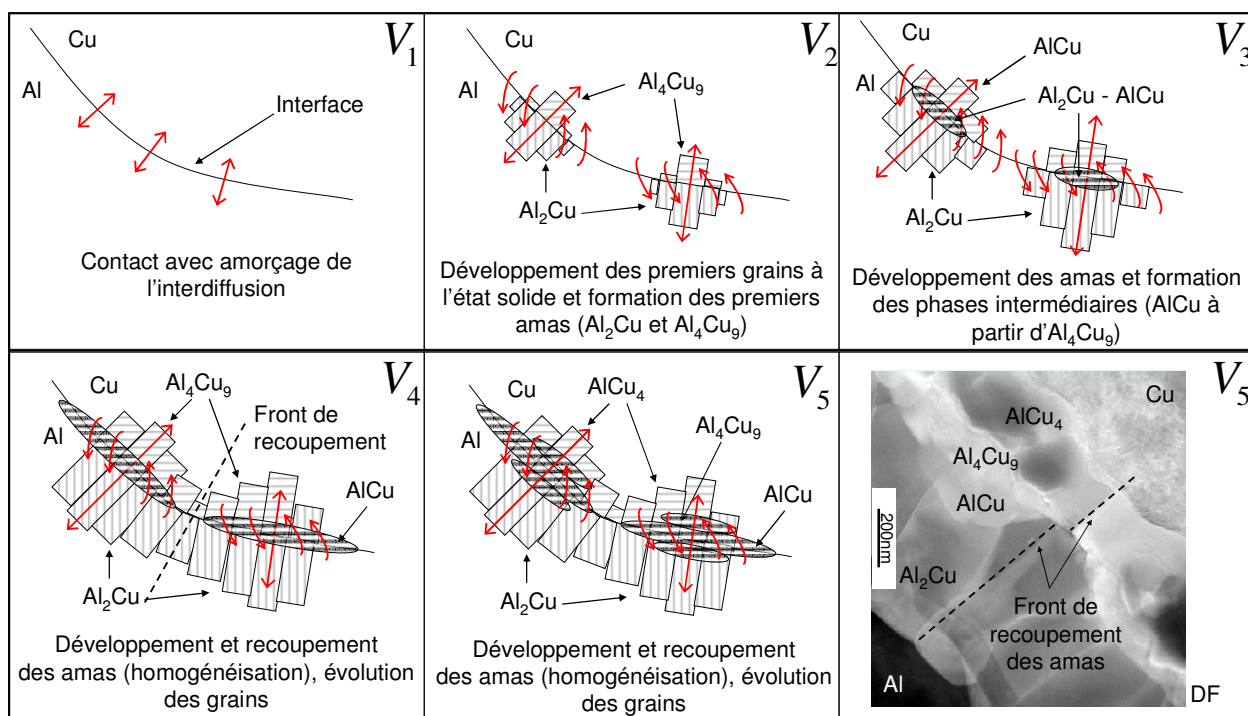 V₁
Cu
Al
Interface
Contact avec amorçage de
l'interdiffusion
V₂
Cu
Al
Al₄Cu₉
Al₂Cu
Développement des premiers grains à
l'état solide et formation des premiers
amas (Al₂Cu et Al₄Cu₉)
V₃
Cu
AlCu
Al
Al₂Cu - AlCu
Al₂Cu
Développement des amas et formation
des phases intermédiaires (AlCu à
partir d'Al₄Cu₉)
V₄
Cu
Al₄Cu₉
Al
Front de
recoupement
AlCu
Al₂Cu
Développement et recoupement
des amas (homogénéisation), évolution
des grains
V₅
Cu
AlCu₄
Al
Al₄Cu₉
AlCu
Al₂Cu
Développement et recoupement
des amas (homogénéisation), évolution
des grains
V₅
Cu
AlCu₄
Al₄Cu₉
AlCu
200nm
Al₂Cu
Front de
recoupement
des amas
Al
DF